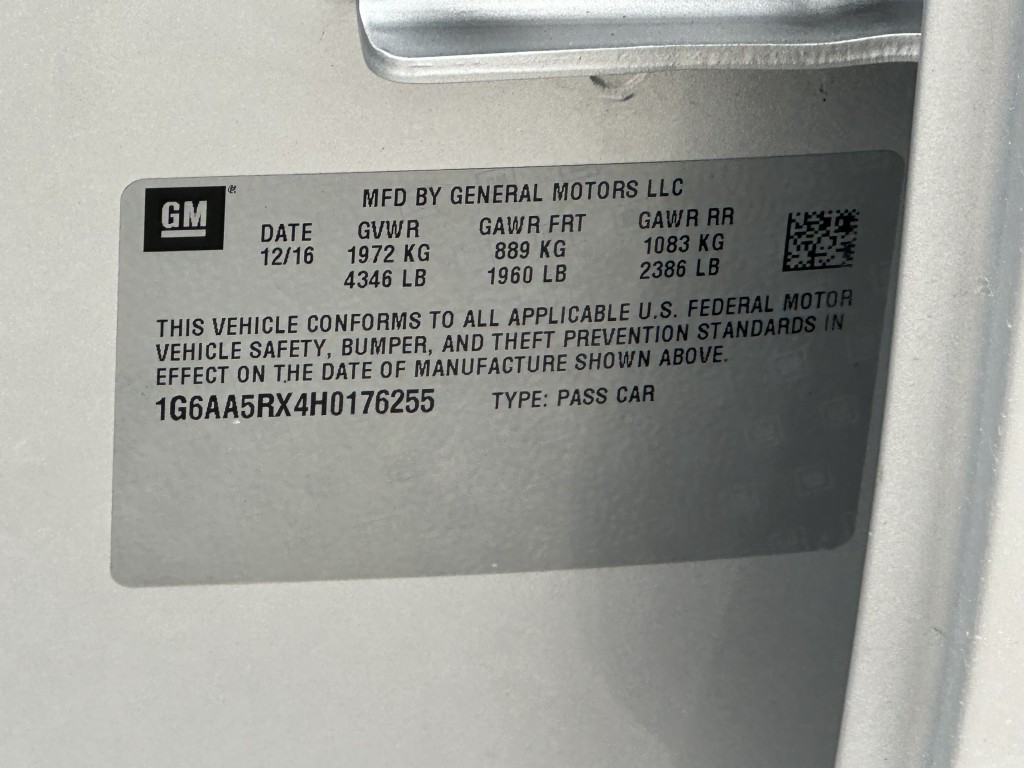 GM®
MFD BY GENERAL MOTORS LLC
DATE GVWR GAWR FRT GAWR RR
12/16 1972 KG 889 KG 1083 KG
4346 LB 1960 LB 2386 LB
THIS VEHICLE CONFORMS TO ALL APPLICABLE U.S. FEDERAL MOTOR
VEHICLE SAFETY, BUMPER, AND THEFT PREVENTION STANDARDS IN
EFFECT ON THE DATE OF MANUFACTURE SHOWN ABOVE.
1G6AA5RX4H0176255 TYPE: PASS CAR